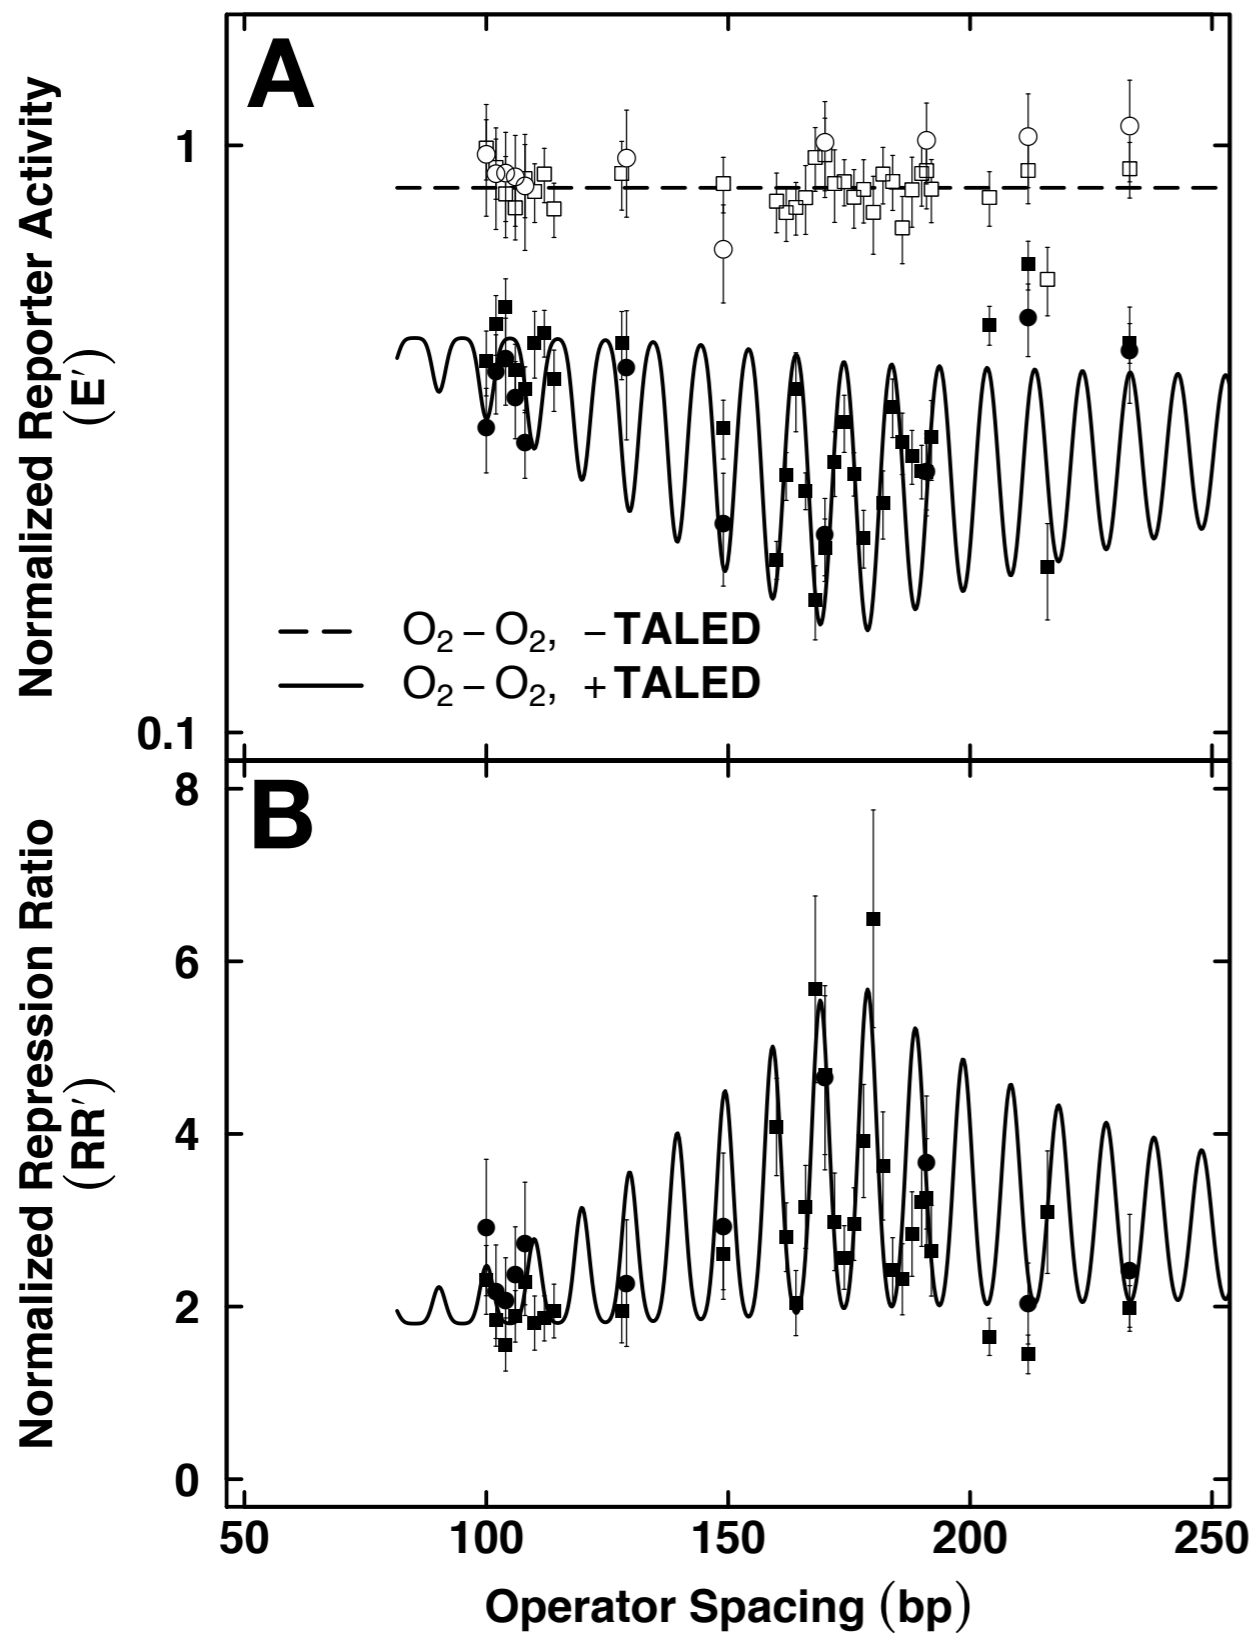 A
Normalized Reporter Activity
(E′)
1
0.1
O₂ – O₂, – TALED
O₂ – O₂, + TALED
B
Normalized Repression Ratio
(RR′)
8
6
4
2
0
50 100 150 200 250
Operator Spacing (bp)